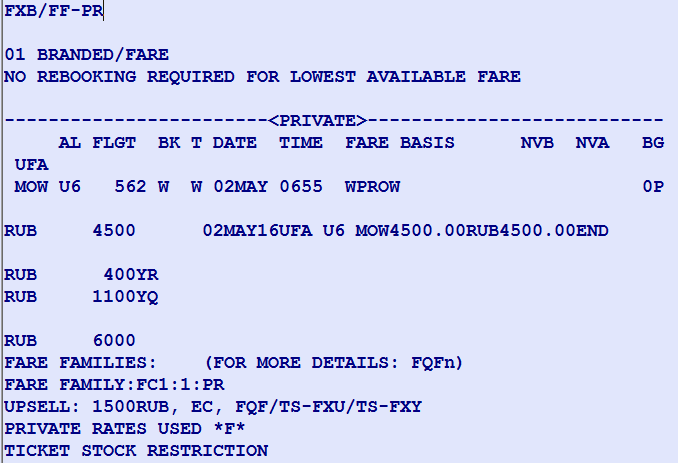 FXB/FF-PR
01 BRANDED/FARE
NO REBOOKING REQUIRED FOR LOWEST AVAILABLE FARE
------------------------<PRIVATE>---------------------------
AL FLGT BK T DATE TIME FARE BASIS NVB NVA BG
UFA
MOW U6 562 W W 02MAY 0655 WPROW 0P
RUB 4500 02MAY16UFA U6 MOW4500.00RUB4500.00END
RUB 400YR
RUB 1100YQ
RUB 6000
FARE FAMILIES: (FOR MORE DETAILS: FQFn)
FARE FAMILY:FC1:1:PR
UPSELL: 1500RUB, EC, FQF/TS-FXU/TS-FXY
PRIVATE RATES USED *F*
TICKET STOCK RESTRICTION